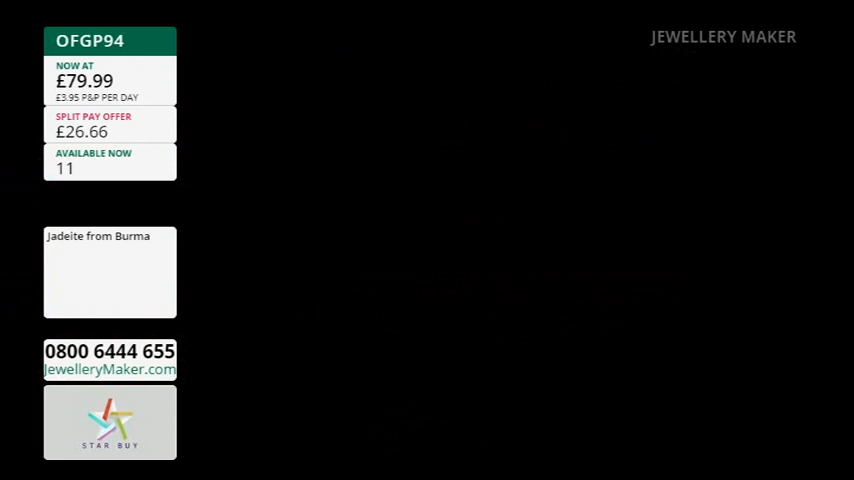 OFGP94
NOW AT
£79.99
£3.95 P&P PER DAY
SPLIT PAY OFFER
£26.66
AVAILABLE NOW
11
Jadeite from Burma
0800 6444 655
JewelleryMaker.com
STAR BUY
JEWELLERY MAKER